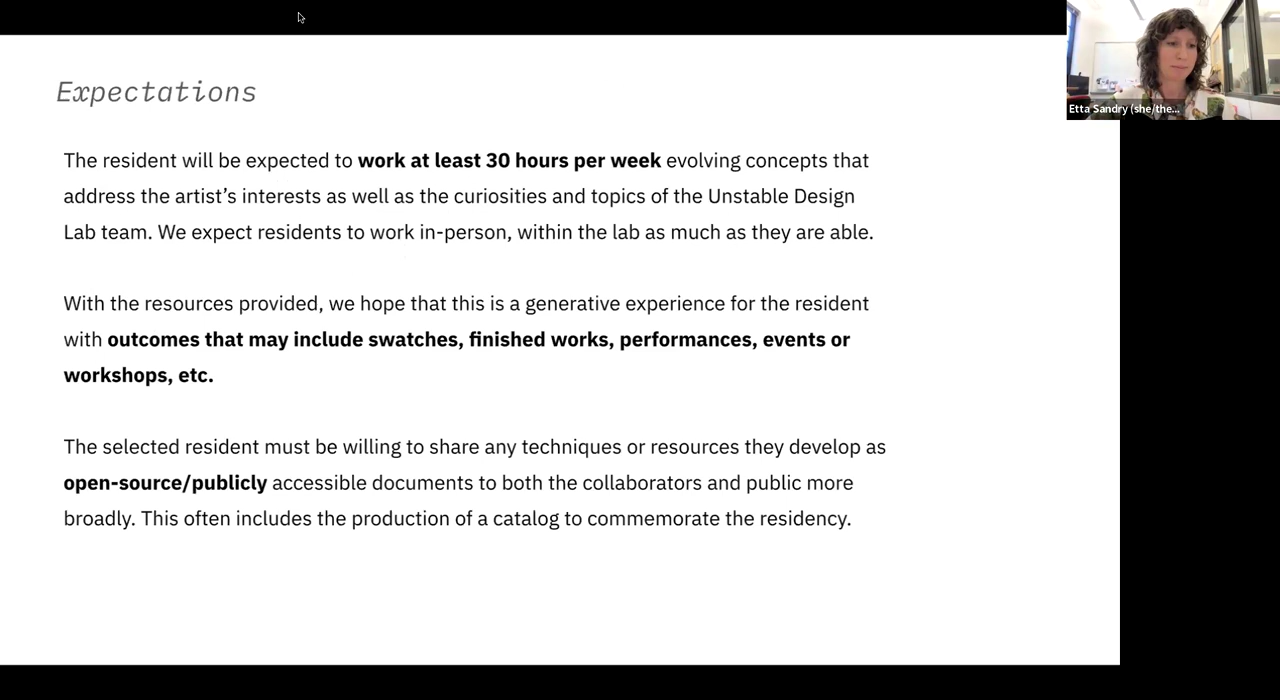 Expectations
The resident will be expected to work at least 30 hours per week evolving concepts that
address the artist’s interests as well as the curiosities and topics of the Unstable Design
Lab team. We expect residents to work in-person, within the lab as much as they are able.
With the resources provided, we hope that this is a generative experience for the resident
with outcomes that may include swatches, finished works, performances, events or
workshops, etc.
The selected resident must be willing to share any techniques or resources they develop as
open-source/publicly accessible documents to both the collaborators and public more
broadly. This often includes the production of a catalog to commemorate the residency.
Etta Sandry (she/the...